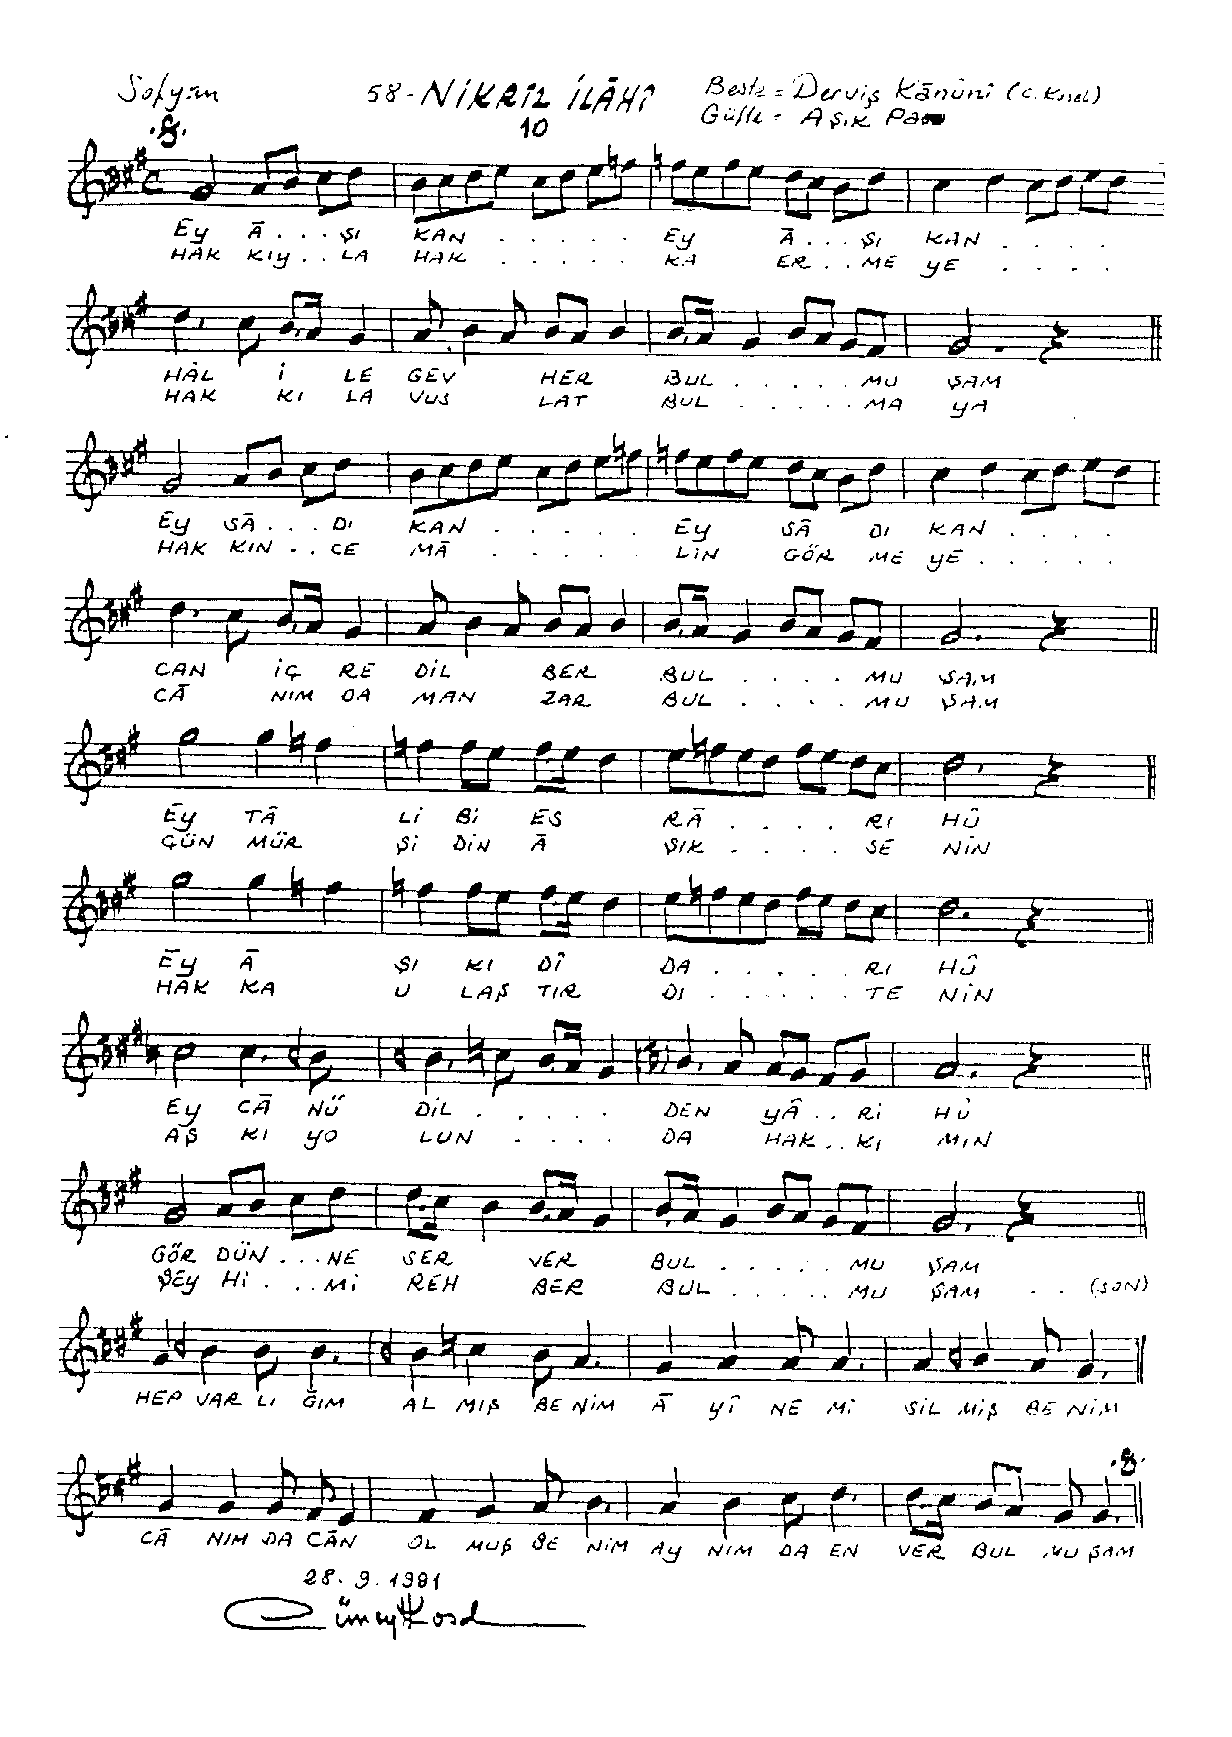 Sofyan 58-NİKRİZ İLÂHİ Beste = Derviş Kânûnî (C. Kosal)
10 Güfte = AŞIK PAŞA
EY Â . . . ŞI KAN . . . . . EY Â . . . ŞI KAN . . . .
HAK KIY . . LA HAK . . . . . KA ER . . ME YE . . . .
HÂL İ LE GEV HER BUL . . . . . MU ŞAM
HAK KI LA VUS LAT BUL . . . . . MA YA
EY SÂ . . . DI KAN . . . . . EY SÂ DI KAN . . . .
HAK KIN . . CE MÂ . . . . . LİN GÖR ME YE . . . . .
CAN İÇ RE DİL BER BUL . . . . MU ŞAM
CÂ NIM DA MAN ZAR BUL . . . . MU ŞAM
EY TÂ Lİ Bİ ES RÂ . . . . RI HÛ
GÜN MÜR Şİ DİN Â ŞIK . . . . . SE NİN
EY Â ŞI KI DÎ DA . . . . . RI HÛ
HAK KA U LAŞ TIR DI . . . . . TE NİN
EY CÂ NÜ DİL . . . . . DEN YÂ . . Rİ HÛ
AŞ KI YO LUN . . . . DA HAK . . KI MIN
GÖR DÜN . . . NE SER VER BUL . . . . . MU ŞAM
ŞEY Hİ . . . Mİ REH BER BUL . . . . . MU ŞAM . . (SON)
HEP VAR LI ĞIM AL MIŞ BE NİM Â YÎ NE Mİ SİL MİŞ BE NİM
CÂ NIM DA CÂN OL MUŞ BE NİM AY NIM DA EN VER BUL MU ŞAM
28. 9. 1991
Cüneyt Kosal